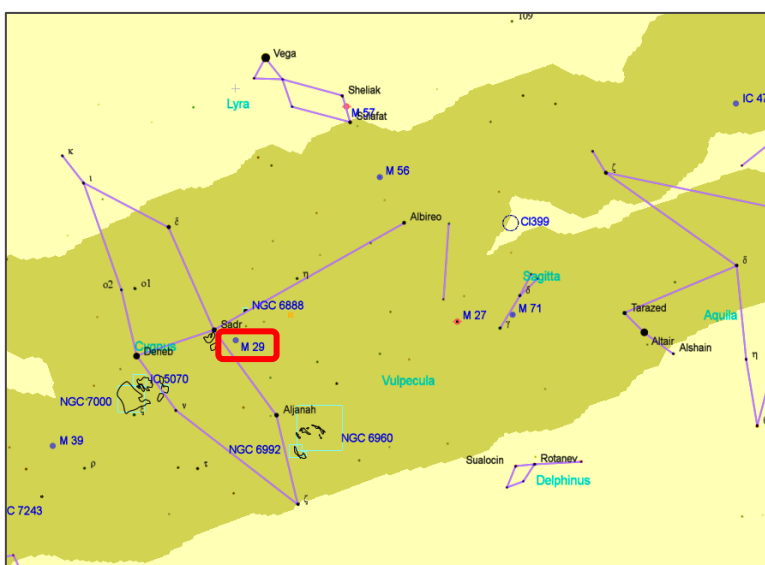 109
Vega
Sheliak
Lyra
M 57
Sulafat
IC 47
κ
ι
M 56
ζ
δ
Albireo
Cl399
η
o2
o1
Sagitta
δ
δ
NGC 6888
M 27
M 71
γ
Tarazed
Aquila
Sadr
M 29
Altair
Alshain
Cygnus
Deneb
η
IC 5070
Vulpecula
NGC 7000
ξ
ν
Aljanah
M 39
NGC 6992
NGC 6960
ρ
τ
Sualocin
Rotanev
Delphinus
ζ
C 7243